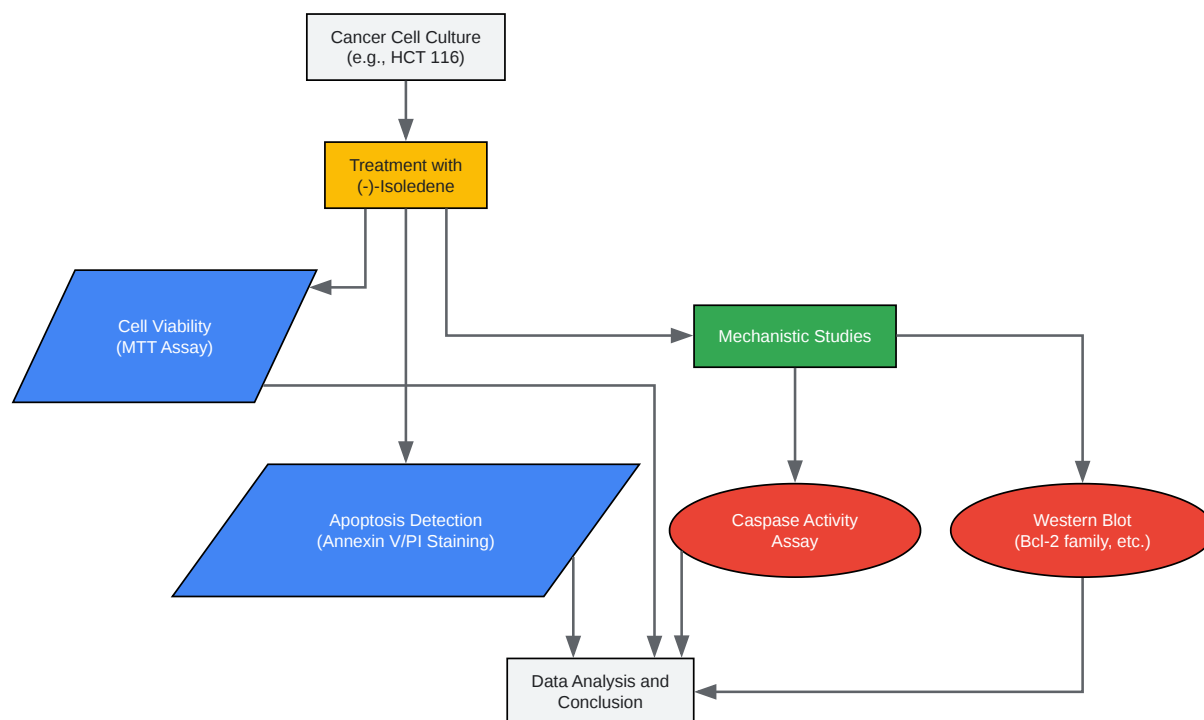 Cancer Cell Culture
(e.g., HCT 116)
Treatment with
(-)-Isoledene
Cell Viability
(MTT Assay)
Mechanistic Studies
Apoptosis Detection
(Annexin V/PI Staining)
Caspase Activity
Assay
Western Blot
(Bcl-2 family, etc.)
Data Analysis and
Conclusion